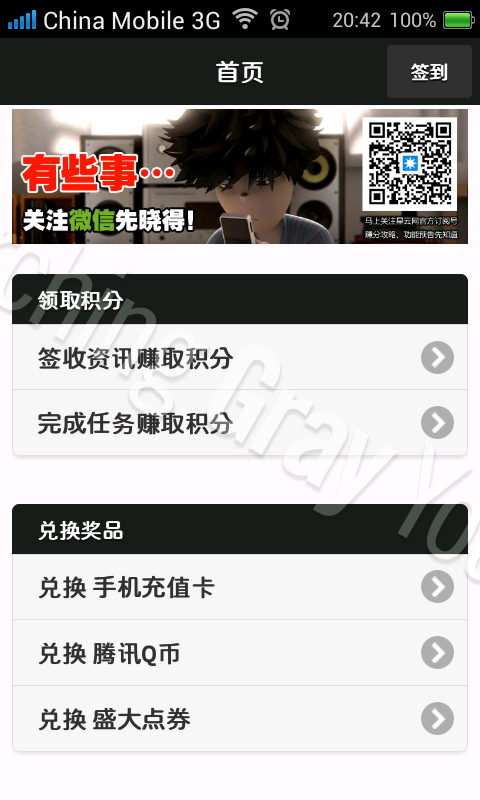 China Mobile 3G 20:42 100%
首页 签到
有些事…
关注微信先晓得!
马上关注星云网官方订阅号
赚分攻略、功能预告先知道
领取积分
签收资讯赚取积分
完成任务赚取积分
兑换奖品
兑换 手机充值卡
兑换 腾讯Q币
兑换 盛大点券
ching Gray You